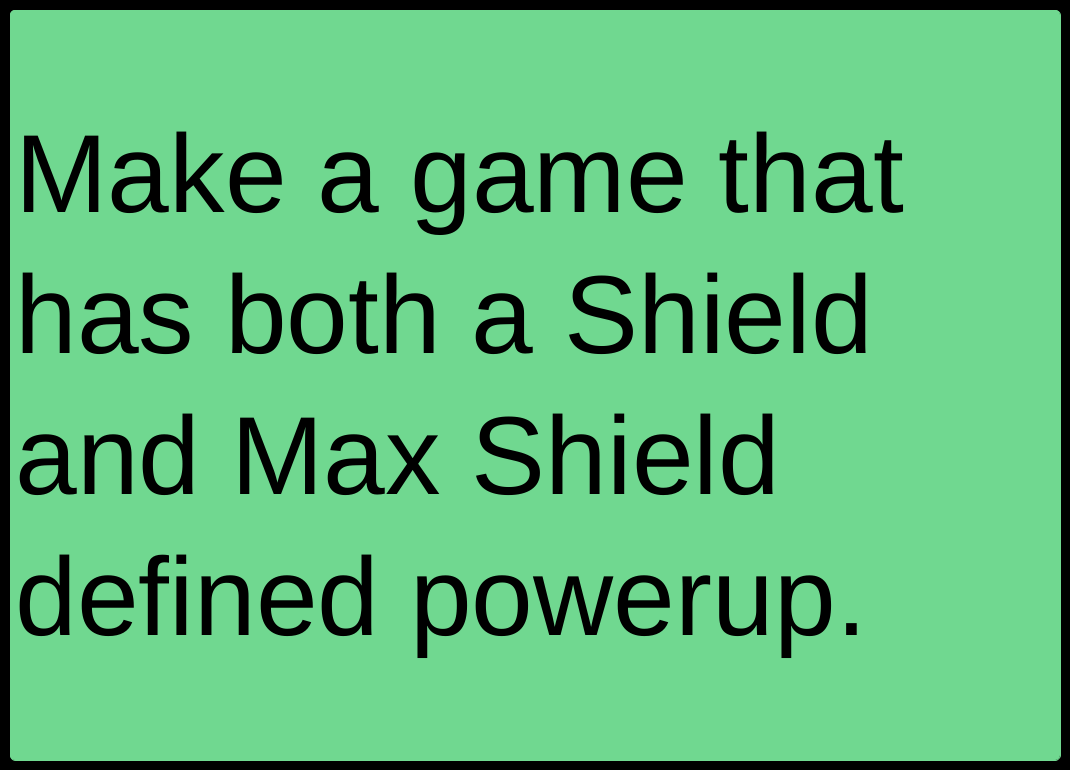 Make a game that
has both a Shield
and Max Shield
defined powerup.